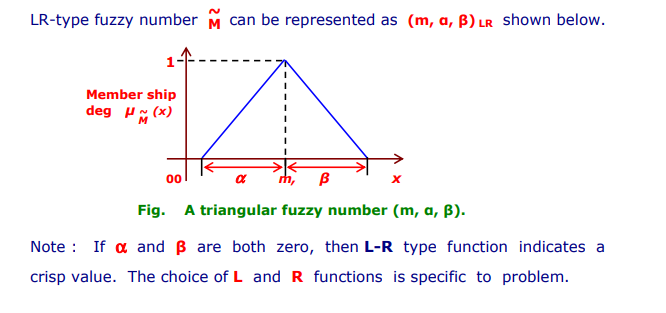 LR-type fuzzy number M̃ can be represented as (m, α, β) LR shown below.
1
Member ship
deg μ M̃ (x)
00 α m, β x
Fig. A triangular fuzzy number (m, α, β).
Note : If α and β are both zero, then L-R type function indicates a
crisp value. The choice of L and R functions is specific to problem.